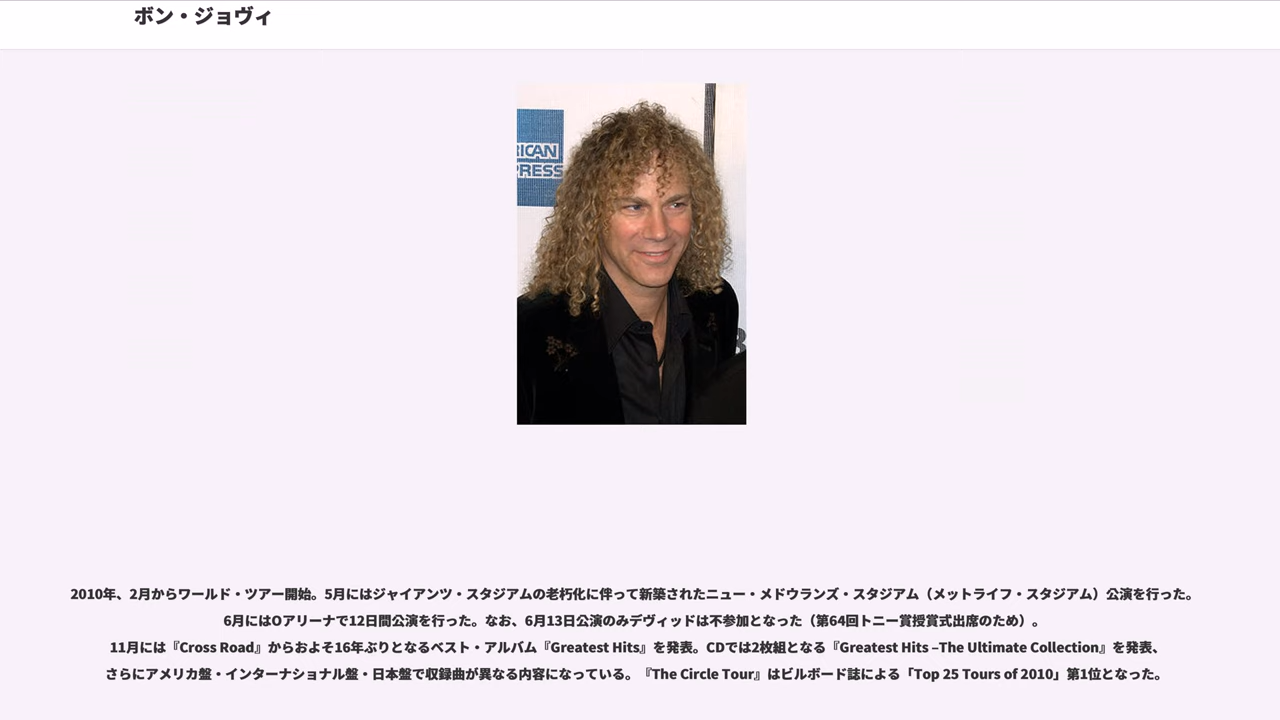 ボン・ジョヴィ
RICAN
PRESS
2010年、2月からワールド・ツアー開始。5月にはジャイアンツ・スタジアムの老朽化に伴って新築されたニュー・メドウランズ・スタジアム（メットライフ・スタジアム）公演を行った。
6月にはOアリーナで12日間公演を行った。なお、6月13日公演のみデヴィッドは不参加となった（第64回トニー賞授賞式出席のため）。
11月には『Cross Road』からおよそ16年ぶりとなるベスト・アルバム『Greatest Hits』を発表。CDでは2枚組となる『Greatest Hits –The Ultimate Collection』を発表、
さらにアメリカ盤・インターナショナル盤・日本盤で収録曲が異なる内容になっている。『The Circle Tour』はビルボード誌による「Top 25 Tours of 2010」第1位となった。